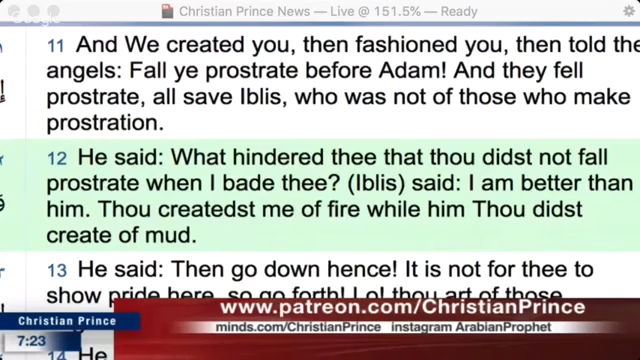 Christian Prince News — Live @ 151.5% — Ready
11 And We created you, then fashioned you, then told the
angels: Fall ye prostrate before Adam! And they fell
prostrate, all save Iblis, who was not of those who make
prostration.
12 He said: What hindered thee that thou didst not fall
prostrate when I bade thee? (Iblis) said: I am better than
him. Thou createdst me of fire while him Thou didst
create of mud.
13 He said: Then go down hence! It is not for thee to
show pride here, so go forth! Lo! thou art of those
www.patreon.com/ChristianPrince
minds.com/ChristianPrince instagram ArabianProphet
Christian Prince
7:23
14 He